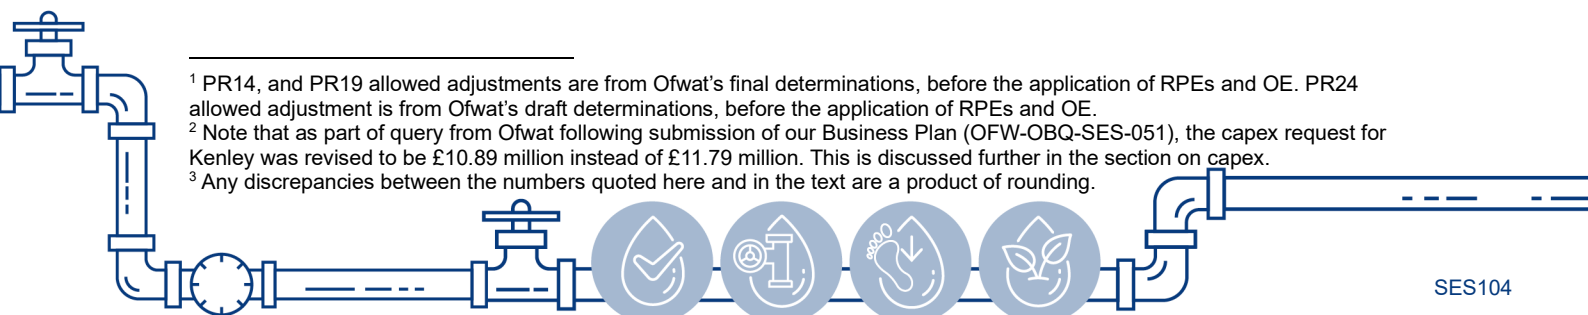 1 PR14, and PR19 allowed adjustments are from Ofwat's final determinations, before the application of RPEs and OE. PR24
allowed adjustment is from Ofwat's draft determinations, before the application of RPEs and OE.
2 Note that as part of query from Ofwat following submission of our Business Plan (OFW-OBQ-SES-051), the capex request for
Kenley was revised to be £10.89 million instead of £11.79 million. This is discussed further in the section on capex.
3 Any discrepancies between the numbers quoted here and in the text are a product of rounding.
SES104